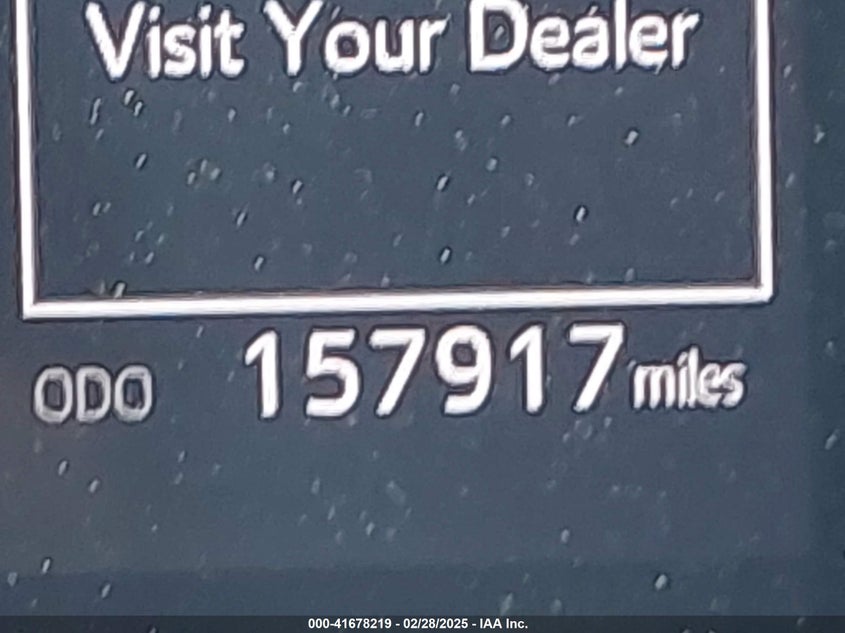 Visit Your Dealer
ODO 157917 miles
000-41678219 - 02/28/2025 - IAA Inc.